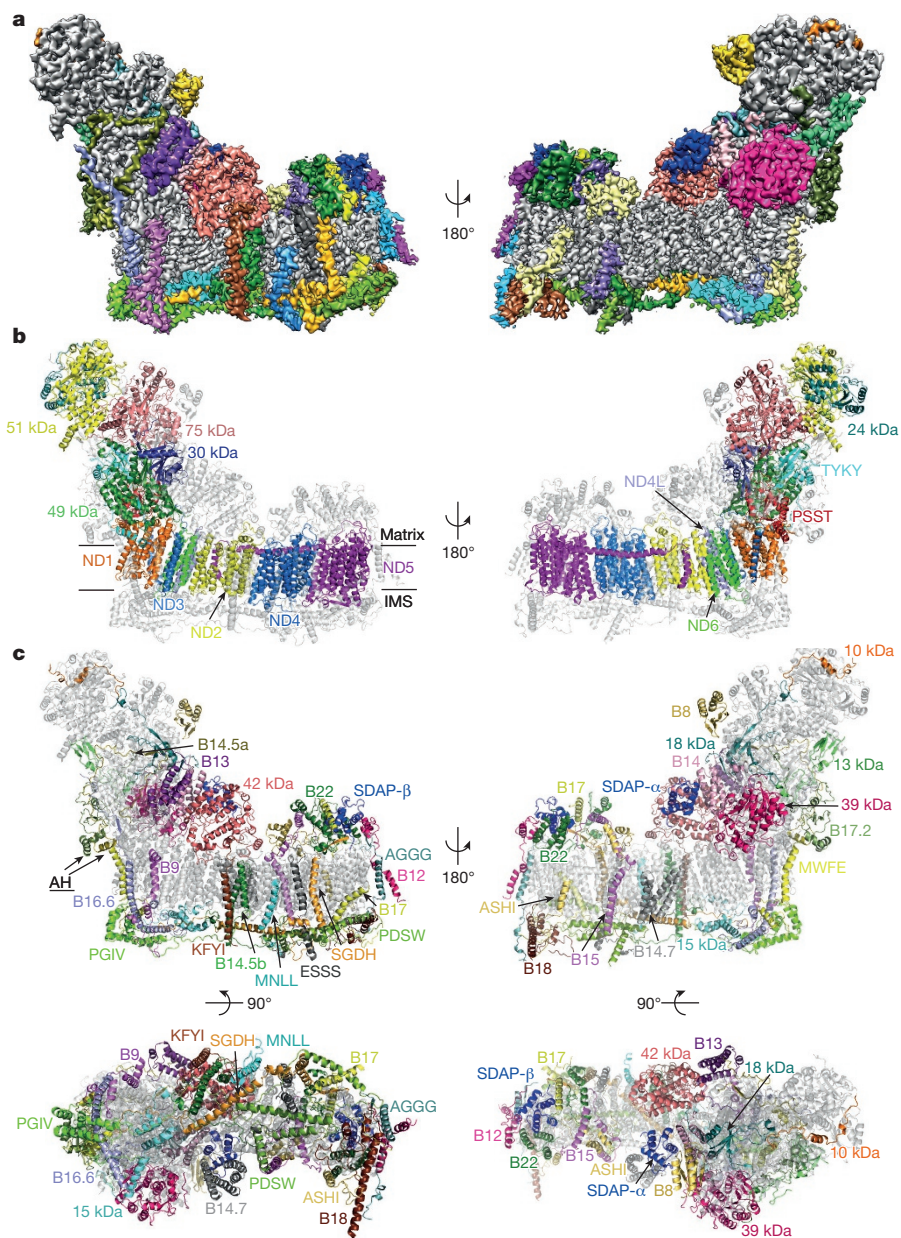 a
180°
b
51 kDa
75 kDa
30 kDa
49 kDa
ND1
ND3
ND2
ND4
Matrix
ND5
IMS
180°
24 kDa
TYKY
ND4L
PSST
ND6
c
B14.5a
B13
42 kDa
B22
SDAP-β
AGGG
B12
AH
B9
B16.6
B17
PDSW
PGIV
KFYI
B14.5b
MNLL
ESSS
SGDH
180°
10 kDa
B8
18 kDa
B14
13 kDa
B17
SDAP-α
39 kDa
B17.2
B22
MWFE
ASHI
15 kDa
B18
B15
B14.7
90°
90°
KFYI
SGDH
MNLL
B9
B17
PGIV
AGGG
B16.6
PDSW
ASHI
15 kDa
B14.7
B18
B13
42 kDa
18 kDa
B17
SDAP-β
B12
B15
10 kDa
B22
ASHI
SDAP-α
B8
39 kDa